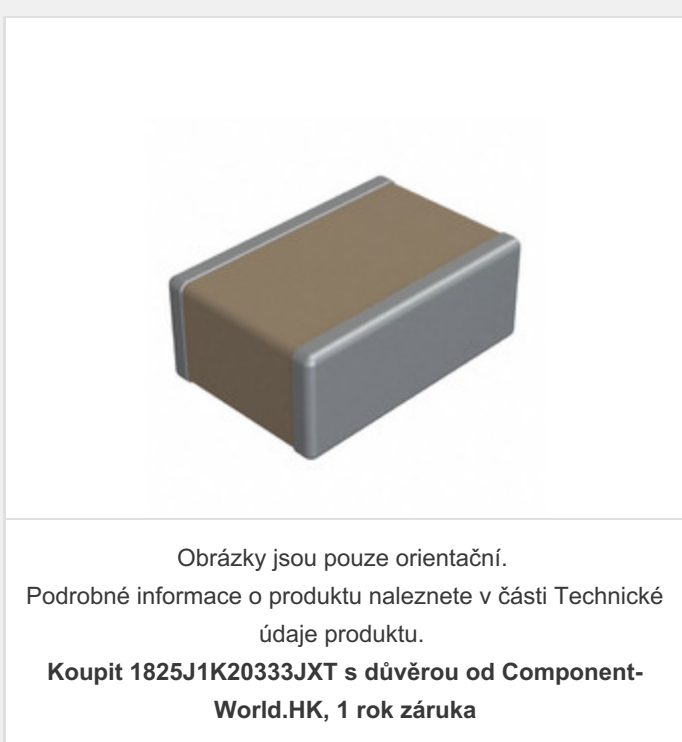 Obrázky jsou pouze orientační.
Podrobné informace o produktu naleznete v části Technické
údaje produktu.
Koupit 1825J1K20333JXT s důvěrou od Component-
World.HK, 1 rok záruka